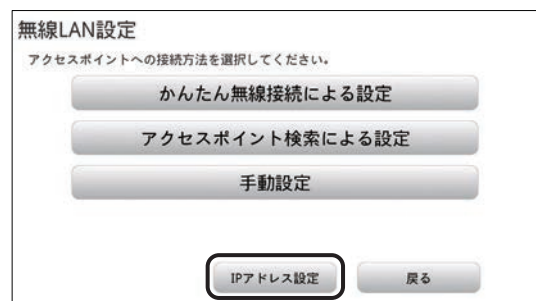 無線LAN設定
アクセスポイントへの接続方法を選択してください。
かんたん無線接続による設定
アクセスポイント検索による設定
手動設定
IPアドレス設定
戻る